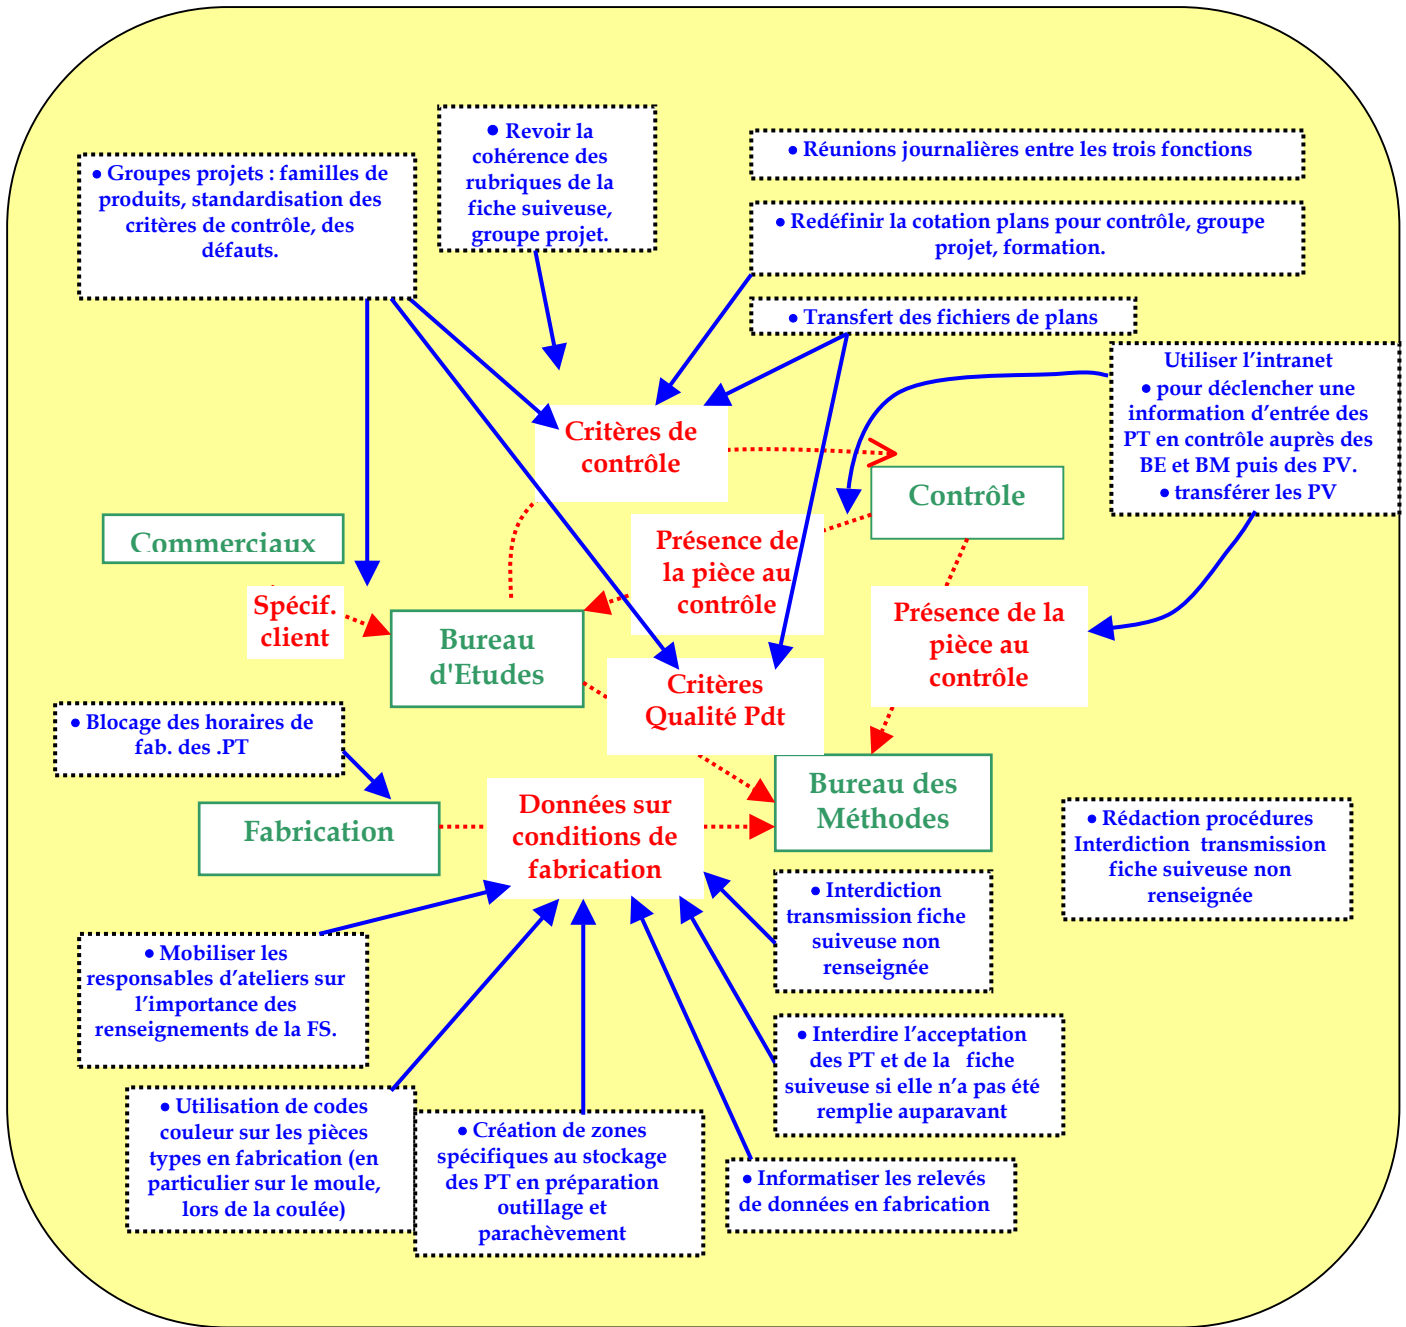 • Revoir la
cohérence des
rubriques de la
fiche suiveuse,
groupe projet.
• Réunions journalières entre les trois fonctions
• Groupes projets : familles de
produits, standardisation des
critères de contrôle, des
défauts.
• Redéfinir la cotation plans pour contrôle, groupe
projet, formation.
• Transfert des fichiers de plans
Utiliser l’intranet
• pour déclencher une
information d’entrée des
PT en contrôle auprès des
BE et BM puis des PV.
• transférer les PV
Critères de
contrôle
Contrôle
Commerciaux
Présence de
la pièce au
contrôle
Spécif.
client
Bureau
d'Etudes
Présence de la
pièce au
contrôle
Critères
Qualité Pdt
• Blocage des horaires de
fab. des .PT
Fabrication
Données sur
conditions de
fabrication
Bureau des
Méthodes
• Rédaction procédures
Interdiction transmission
fiche suiveuse non
renseignée
• Interdiction
transmission fiche
suiveuse non
renseignée
• Mobiliser les
responsables d’ateliers sur
l’importance des
renseignements de la FS.
• Interdire l’acceptation
des PT et de la fiche
suiveuse si elle n’a pas été
remplie auparavant
• Utilisation de codes
couleur sur les pièces
types en fabrication (en
particulier sur le moule,
lors de la coulée)
• Création de zones
spécifiques au stockage
des PT en préparation
outillage et
parachèvement
• Informatiser les relevés
de données en fabrication